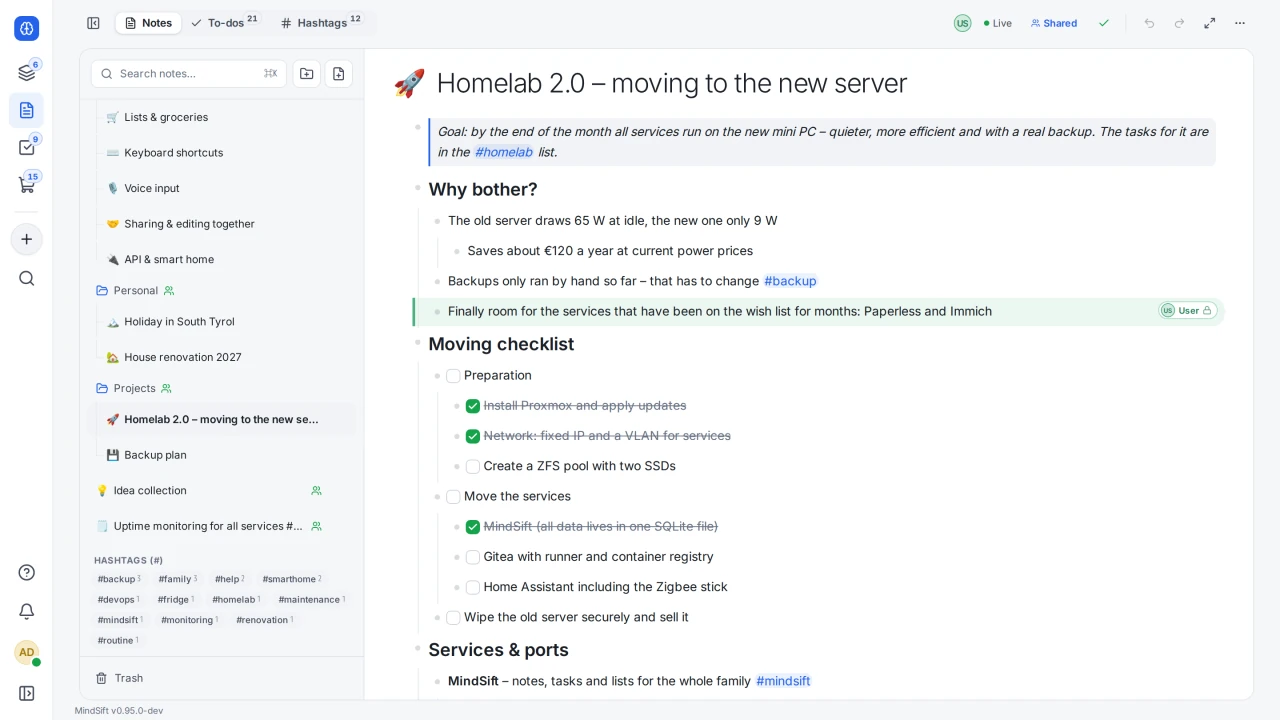 6
9
15
AD
Notes
To-dos 21
Hashtags 12
US
Live
Shared
Search notes...
⌘K
Lists & groceries
Keyboard shortcuts
Voice input
Sharing & editing together
API & smart home
Personal
Holiday in South Tyrol
House renovation 2027
Projects
Homelab 2.0 – moving to the new se...
Backup plan
Idea collection
Uptime monitoring for all services #...
HASHTAGS (#)
#backup 3 #family 3 #help 2 #smarthome 2
#devops 1 #fridge 1 #homelab 1 #maintenance 1
#mindsift 1 #monitoring 1 #renovation 1
#routine 1
Trash
MindSift v0.95.0-dev
Homelab 2.0 – moving to the new server
Goal: by the end of the month all services run on the new mini PC – quieter, more efficient and with a real backup. The tasks for it are
in the #homelab list.
Why bother?
The old server draws 65 W at idle, the new one only 9 W
Saves about €120 a year at current power prices
Backups only ran by hand so far – that has to change #backup
Finally room for the services that have been on the wish list for months: Paperless and Immich
US User
Moving checklist
Preparation
Install Proxmox and apply updates
Network: fixed IP and a VLAN for services
Create a ZFS pool with two SSDs
Move the services
MindSift (all data lives in one SQLite file)
Gitea with runner and container registry
Home Assistant including the Zigbee stick
Wipe the old server securely and sell it
Services & ports
MindSift – notes, tasks and lists for the whole family #mindsift